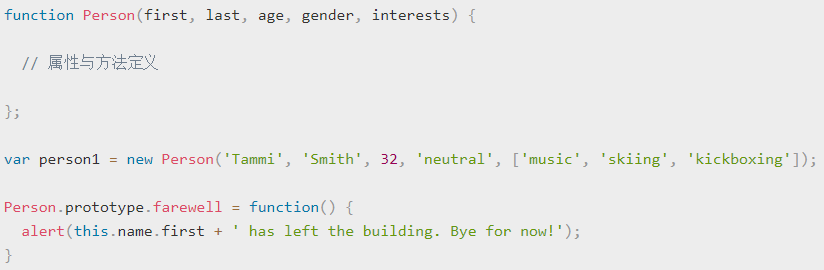 function Person(first, last, age, gender, interests) {
// 属性与方法定义
};
var person1 = new Person('Tammi', 'Smith', 32, 'neutral', ['music', 'skiing', 'kickboxing']);
Person.prototype.farewell = function() {
alert(this.name.first + ' has left the building. Bye for now!');
}